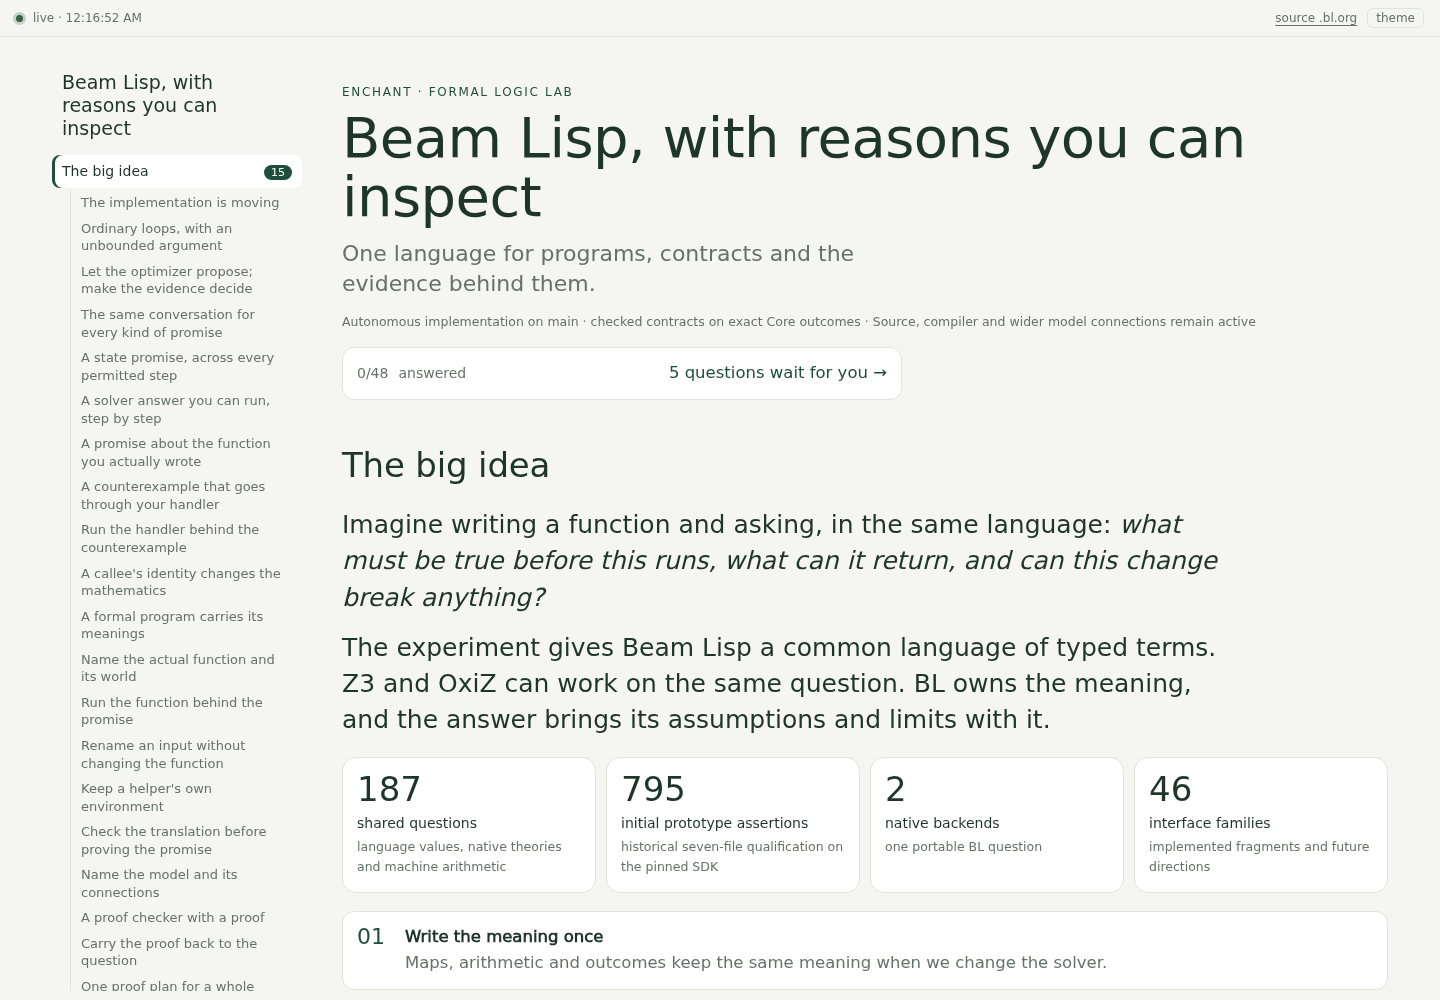 live · 12:16:52 AM
source .bl.org
theme
Beam Lisp, with
reasons you can
inspect
The big idea
15
The implementation is moving
Ordinary loops, with an
unbounded argument
Let the optimizer propose;
make the evidence decide
The same conversation for
every kind of promise
A state promise, across every
permitted step
A solver answer you can run,
step by step
A promise about the function
you actually wrote
A counterexample that goes
through your handler
Run the handler behind the
counterexample
A callee's identity changes the
mathematics
A formal program carries its
meanings
Name the actual function and
its world
Run the function behind the
promise
Rename an input without
changing the function
Keep a helper's own
environment
Check the translation before
proving the promise
Name the model and its
connections
A proof checker with a proof
Carry the proof back to the
question
One proof plan for a whole
ENCHANT · FORMAL LOGIC LAB
Beam Lisp, with reasons you can
inspect
One language for programs, contracts and the
evidence behind them.
Autonomous implementation on main · checked contracts on exact Core outcomes · Source, compiler and wider model connections remain active
0/48 answered
5 questions wait for you →
The big idea
Imagine writing a function and asking, in the same language: what
must be true before this runs, what can it return, and can this change
break anything?
The experiment gives Beam Lisp a common language of typed terms.
Z3 and OxiZ can work on the same question. BL owns the meaning,
and the answer brings its assumptions and limits with it.
187
shared questions
language values, native theories
and machine arithmetic
795
initial prototype assertions
historical seven-file qualification on
the pinned SDK
2
native backends
one portable BL question
46
interface families
implemented fragments and future
directions
01
Write the meaning once
Maps, arithmetic and outcomes keep the same meaning when we change the solver.